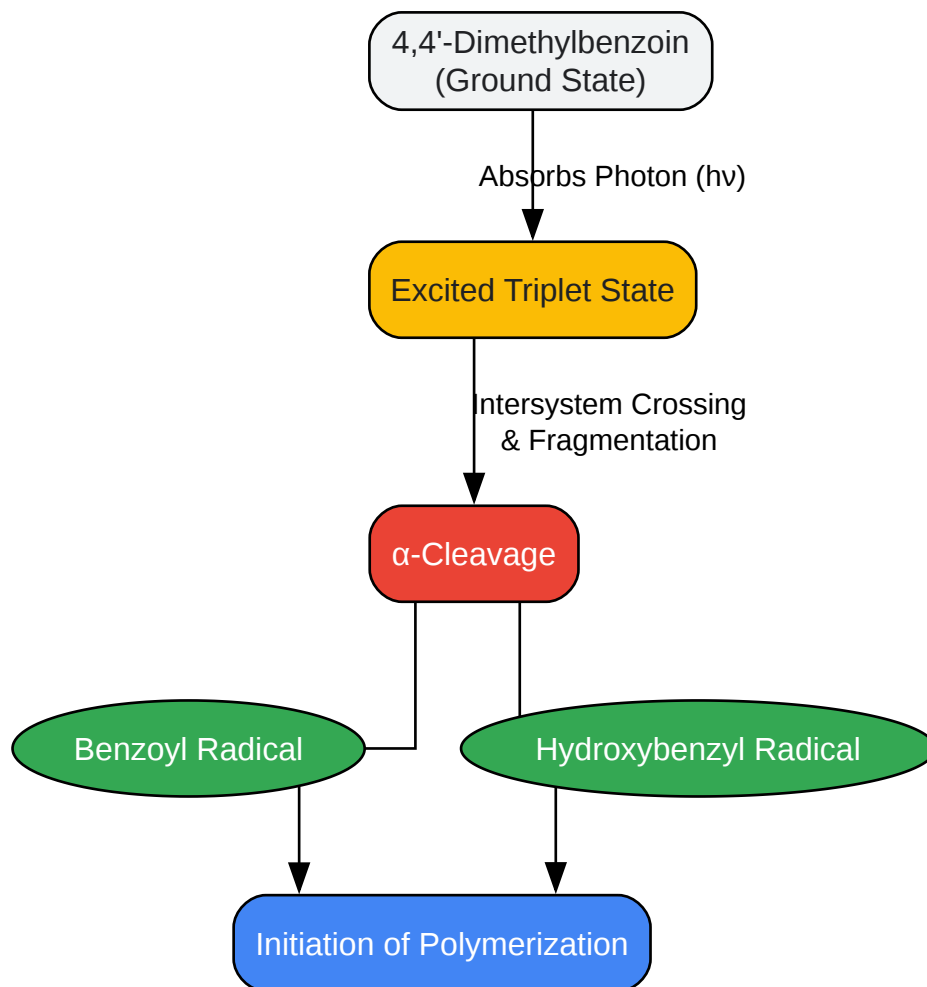 4,4'-Dimethylbenzoin
(Ground State)
Absorbs Photon (hν)
Excited Triplet State
Intersystem Crossing
& Fragmentation
α-Cleavage
Benzoyl Radical
Hydroxybenzyl Radical
Initiation of Polymerization